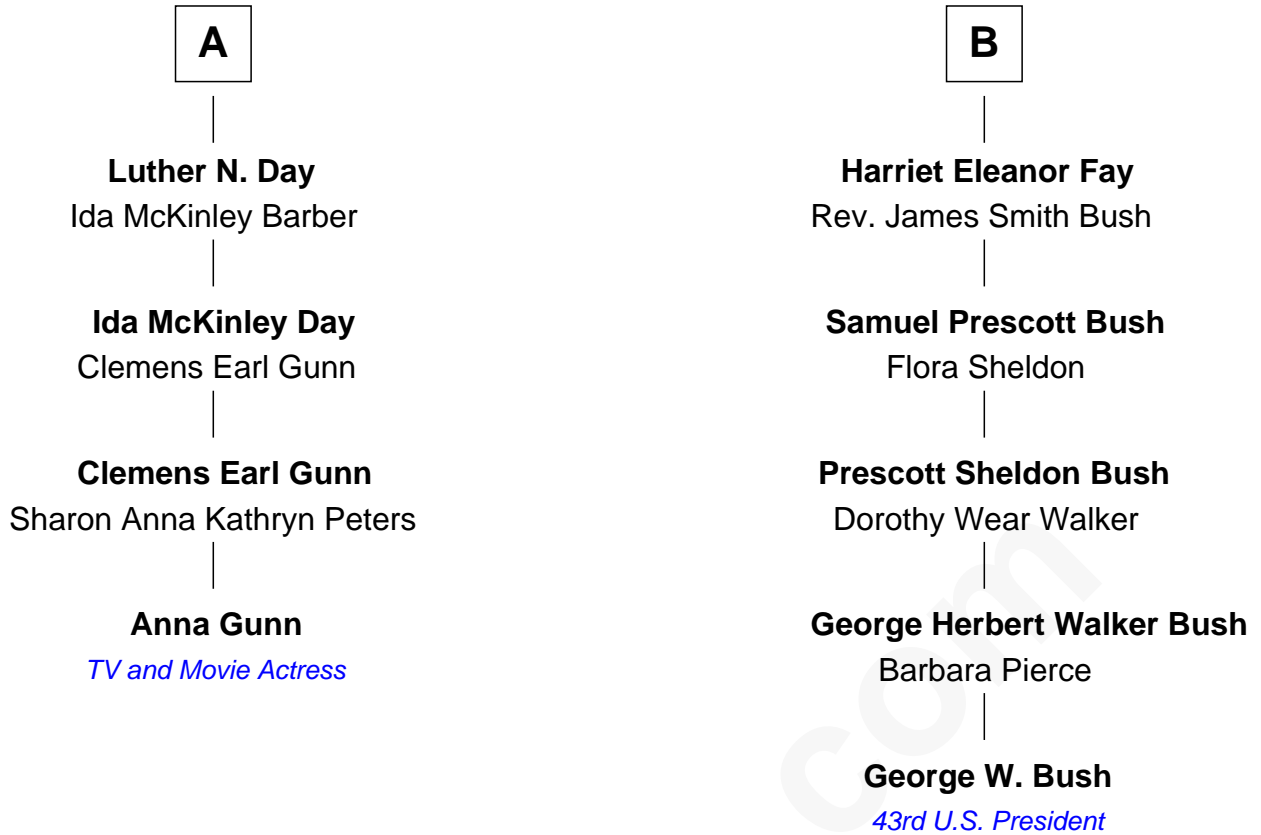 A
Luther N. Day
Ida McKinley Barber
Ida McKinley Day
Clemens Earl Gunn
Clemens Earl Gunn
Sharon Anna Kathryn Peters
Anna Gunn
TV and Movie Actress
B
Harriet Eleanor Fay
Rev. James Smith Bush
Samuel Prescott Bush
Flora Sheldon
Prescott Sheldon Bush
Dorothy Wear Walker
George Herbert Walker Bush
Barbara Pierce
George W. Bush
43rd U.S. President
com